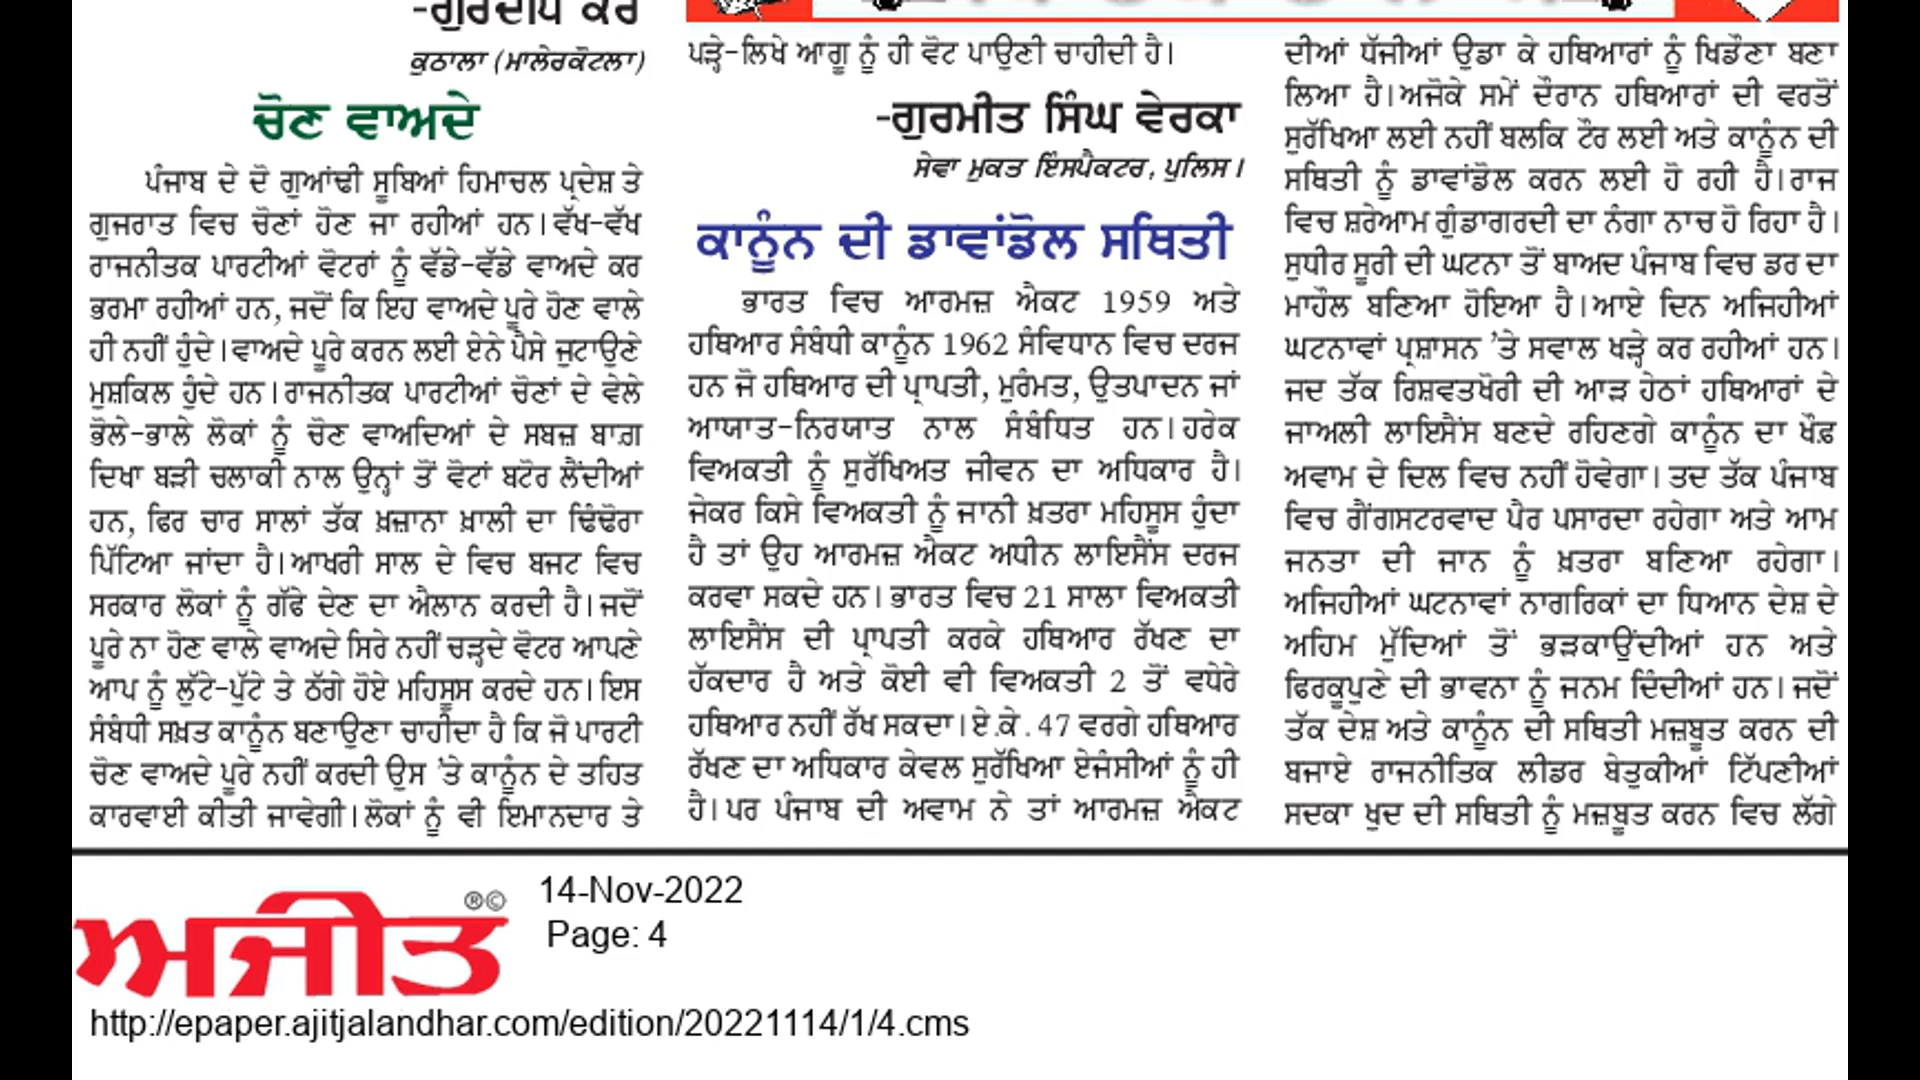 -ਗੁਰਦੀਪ ਕੌਰ
ਕੁਠਾਲਾ (ਮਾਲੇਰਕੋਟਲਾ)
ਚੋਣ ਵਾਅਦੇ
ਪੰਜਾਬ ਦੇ ਦੋ ਗੁਆਂਢੀ ਸੂਬਿਆਂ ਹਿਮਾਚਲ ਪ੍ਰਦੇਸ਼ ਤੇ
ਗੁਜਰਾਤ ਵਿਚ ਚੋਣਾਂ ਹੋਣ ਜਾ ਰਹੀਆਂ ਹਨ। ਵੱਖ-ਵੱਖ
ਰਾਜਨੀਤਕ ਪਾਰਟੀਆਂ ਵੋਟਰਾਂ ਨੂੰ ਵੱਡੇ-ਵੱਡੇ ਵਾਅਦੇ ਕਰ
ਭਰਮਾ ਰਹੀਆਂ ਹਨ, ਜਦੋਂ ਕਿ ਇਹ ਵਾਅਦੇ ਪੂਰੇ ਹੋਣ ਵਾਲੇ
ਹੀ ਨਹੀਂ ਹੁੰਦੇ। ਵਾਅਦੇ ਪੂਰੇ ਕਰਨ ਲਈ ਏਨੇ ਪੈਸੇ ਜੁਟਾਉਣੇ
ਮੁਸ਼ਕਿਲ ਹੁੰਦੇ ਹਨ। ਰਾਜਨੀਤਕ ਪਾਰਟੀਆਂ ਚੋਣਾਂ ਦੇ ਵੇਲੇ
ਭੋਲੇ-ਭਾਲੇ ਲੋਕਾਂ ਨੂੰ ਚੋਣ ਵਾਅਦਿਆਂ ਦੇ ਸਬਜ਼ ਬਾਗ਼
ਦਿਖਾ ਬੜੀ ਚਲਾਕੀ ਨਾਲ ਉਨ੍ਹਾਂ ਤੋਂ ਵੋਟਾਂ ਬਟੋਰ ਲੈਂਦੀਆਂ
ਹਨ, ਫਿਰ ਚਾਰ ਸਾਲਾਂ ਤੱਕ ਖ਼ਜ਼ਾਨਾ ਖ਼ਾਲੀ ਦਾ ਢਿੰਢੋਰਾ
ਪਿੱਟਿਆ ਜਾਂਦਾ ਹੈ। ਆਖਰੀ ਸਾਲ ਦੇ ਵਿਚ ਬਜਟ ਵਿਚ
ਸਰਕਾਰ ਲੋਕਾਂ ਨੂੰ ਗੱਫੇ ਦੇਣ ਦਾ ਐਲਾਨ ਕਰਦੀ ਹੈ। ਜਦੋਂ
ਪੂਰੇ ਨਾ ਹੋਣ ਵਾਲੇ ਵਾਅਦੇ ਸਿਰੇ ਨਹੀਂ ਚੜ੍ਹਦੇ ਵੋਟਰ ਆਪਣੇ
ਆਪ ਨੂੰ ਲੁੱਟੇ-ਪੁੱਟੇ ਤੇ ਠੱਗੇ ਹੋਏ ਮਹਿਸੂਸ ਕਰਦੇ ਹਨ। ਇਸ
ਸੰਬੰਧੀ ਸਖ਼ਤ ਕਾਨੂੰਨ ਬਣਾਉਣਾ ਚਾਹੀਦਾ ਹੈ ਕਿ ਜੋ ਪਾਰਟੀ
ਚੋਣ ਵਾਅਦੇ ਪੂਰੇ ਨਹੀਂ ਕਰਦੀ ਉਸ 'ਤੇ ਕਾਨੂੰਨ ਦੇ ਤਹਿਤ
ਕਾਰਵਾਈ ਕੀਤੀ ਜਾਵੇਗੀ। ਲੋਕਾਂ ਨੂੰ ਵੀ ਇਮਾਨਦਾਰ ਤੇ
ਪੜ੍ਹੇ-ਲਿਖੇ ਆਗੂ ਨੂੰ ਹੀ ਵੋਟ ਪਾਉਣੀ ਚਾਹੀਦੀ ਹੈ।
-ਗੁਰਮੀਤ ਸਿੰਘ ਵੇਰਕਾ
ਸੇਵਾ ਮੁਕਤ ਇੰਸਪੈਕਟਰ, ਪੁਲਿਸ।
ਕਾਨੂੰਨ ਦੀ ਡਾਵਾਂਡੋਲ ਸਥਿਤੀ
ਭਾਰਤ ਵਿਚ ਆਰਮਜ਼ ਐਕਟ 1959 ਅਤੇ
ਹਥਿਆਰ ਸੰਬੰਧੀ ਕਾਨੂੰਨ 1962 ਸੰਵਿਧਾਨ ਵਿਚ ਦਰਜ
ਹਨ ਜੋ ਹਥਿਆਰ ਦੀ ਪ੍ਰਾਪਤੀ, ਮੁਰੰਮਤ, ਉਤਪਾਦਨ ਜਾਂ
ਆਯਾਤ-ਨਿਰਯਾਤ ਨਾਲ ਸੰਬੰਧਿਤ ਹਨ। ਹਰੇਕ
ਵਿਅਕਤੀ ਨੂੰ ਸੁਰੱਖਿਅਤ ਜੀਵਨ ਦਾ ਅਧਿਕਾਰ ਹੈ।
ਜੇਕਰ ਕਿਸੇ ਵਿਅਕਤੀ ਨੂੰ ਜਾਨੀ ਖ਼ਤਰਾ ਮਹਿਸੂਸ ਹੁੰਦਾ
ਹੈ ਤਾਂ ਉਹ ਆਰਮਜ਼ ਐਕਟ ਅਧੀਨ ਲਾਇਸੈਂਸ ਦਰਜ
ਕਰਵਾ ਸਕਦੇ ਹਨ। ਭਾਰਤ ਵਿਚ 21 ਸਾਲਾ ਵਿਅਕਤੀ
ਲਾਇਸੈਂਸ ਦੀ ਪ੍ਰਾਪਤੀ ਕਰਕੇ ਹਥਿਆਰ ਰੱਖਣ ਦਾ
ਹੱਕਦਾਰ ਹੈ ਅਤੇ ਕੋਈ ਵੀ ਵਿਅਕਤੀ 2 ਤੋਂ ਵਧੇਰੇ
ਹਥਿਆਰ ਨਹੀਂ ਰੱਖ ਸਕਦਾ। ਏ.ਕੇ. 47 ਵਰਗੇ ਹਥਿਆਰ
ਰੱਖਣ ਦਾ ਅਧਿਕਾਰ ਕੇਵਲ ਸੁਰੱਖਿਆ ਏਜੰਸੀਆਂ ਨੂੰ ਹੀ
ਹੈ। ਪਰ ਪੰਜਾਬ ਦੀ ਅਵਾਮ ਨੇ ਤਾਂ ਆਰਮਜ਼ ਐਕਟ
ਦੀਆਂ ਧੱਜੀਆਂ ਉਡਾ ਕੇ ਹਥਿਆਰਾਂ ਨੂੰ ਖਿਡੌਣਾ ਬਣਾ
ਲਿਆ ਹੈ। ਅਜੋਕੇ ਸਮੇਂ ਦੌਰਾਨ ਹਥਿਆਰਾਂ ਦੀ ਵਰਤੋਂ
ਸੁਰੱਖਿਆ ਲਈ ਨਹੀਂ ਬਲਕਿ ਟੌਰ ਲਈ ਅਤੇ ਕਾਨੂੰਨ ਦੀ
ਸਥਿਤੀ ਨੂੰ ਡਾਵਾਂਡੋਲ ਕਰਨ ਲਈ ਹੋ ਰਹੀ ਹੈ। ਰਾਜ
ਵਿਚ ਸ਼ਰੇਆਮ ਗੁੰਡਾਗਰਦੀ ਦਾ ਨੰਗਾ ਨਾਚ ਹੋ ਰਿਹਾ ਹੈ।
ਸੁਧੀਰ ਸੂਰੀ ਦੀ ਘਟਨਾ ਤੋਂ ਬਾਅਦ ਪੰਜਾਬ ਵਿਚ ਡਰ ਦਾ
ਮਾਹੌਲ ਬਣਿਆ ਹੋਇਆ ਹੈ। ਆਏ ਦਿਨ ਅਜਿਹੀਆਂ
ਘਟਨਾਵਾਂ ਪ੍ਰਸ਼ਾਸਨ 'ਤੇ ਸਵਾਲ ਖੜ੍ਹੇ ਕਰ ਰਹੀਆਂ ਹਨ।
ਜਦ ਤੱਕ ਰਿਸ਼ਵਤਖੋਰੀ ਦੀ ਆੜ ਹੇਠਾਂ ਹਥਿਆਰਾਂ ਦੇ
ਜਾਅਲੀ ਲਾਇਸੈਂਸ ਬਣਦੇ ਰਹਿਣਗੇ ਕਾਨੂੰਨ ਦਾ ਖੌਫ਼
ਅਵਾਮ ਦੇ ਦਿਲ ਵਿਚ ਨਹੀਂ ਹੋਵੇਗਾ। ਤਦ ਤੱਕ ਪੰਜਾਬ
ਵਿਚ ਗੈਂਗਸਟਰਵਾਦ ਪੈਰ ਪਸਾਰਦਾ ਰਹੇਗਾ ਅਤੇ ਆਮ
ਜਨਤਾ ਦੀ ਜਾਨ ਨੂੰ ਖ਼ਤਰਾ ਬਣਿਆ ਰਹੇਗਾ।
ਅਜਿਹੀਆਂ ਘਟਨਾਵਾਂ ਨਾਗਰਿਕਾਂ ਦਾ ਧਿਆਨ ਦੇਸ਼ ਦੇ
ਅਹਿਮ ਮੁੱਦਿਆਂ ਤੋਂ ਭੜਕਾਉਂਦੀਆਂ ਹਨ ਅਤੇ
ਫਿਰਕੂਪੁਣੇ ਦੀ ਭਾਵਨਾ ਨੂੰ ਜਨਮ ਦਿੰਦੀਆਂ ਹਨ। ਜਦੋਂ
ਤੱਕ ਦੇਸ਼ ਅਤੇ ਕਾਨੂੰਨ ਦੀ ਸਥਿਤੀ ਮਜ਼ਬੂਤ ਕਰਨ ਦੀ
ਬਜਾਏ ਰਾਜਨੀਤਿਕ ਲੀਡਰ ਬੇਤੁਕੀਆਂ ਟਿੱਪਣੀਆਂ
ਸਦਕਾ ਖੁਦ ਦੀ ਸਥਿਤੀ ਨੂੰ ਮਜ਼ਬੂਤ ਕਰਨ ਵਿਚ ਲੱਗੇ
ਅਜੀਤ ®©
14-Nov-2022
Page: 4
http://epaper.ajitjalandhar.com/edition/20221114/1/4.cms